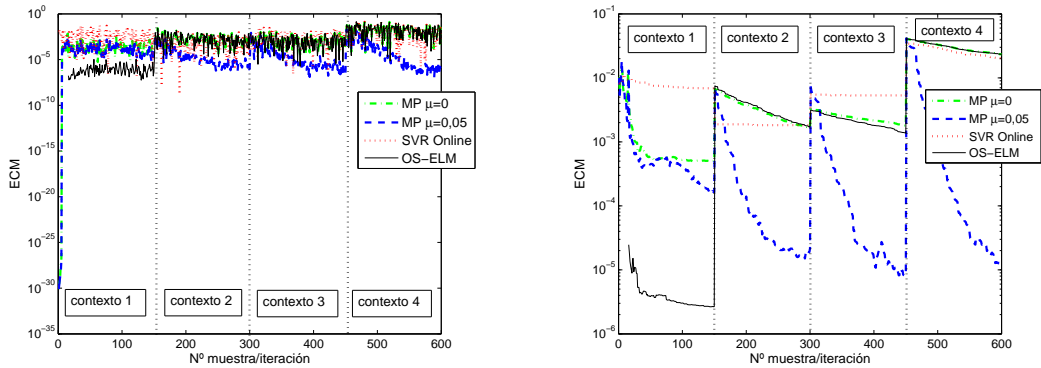 10^0
10^-5
10^-10
10^-15
10^-20
10^-25
10^-30
10^-35
ECM
MP µ=0
MP µ=0,05
SVR Online
OS−ELM
contexto 1
contexto 2
contexto 3
contexto 4
0
100
200
300
400
500
600
Nº muestra/iteración
10^-1
10^-2
10^-3
10^-4
10^-5
10^-6
ECM
contexto 1
contexto 2
contexto 3
contexto 4
MP µ=0
MP µ=0,05
SVR Online
OS−ELM
0
100
200
300
400
500
600
Nº muestra/iteración